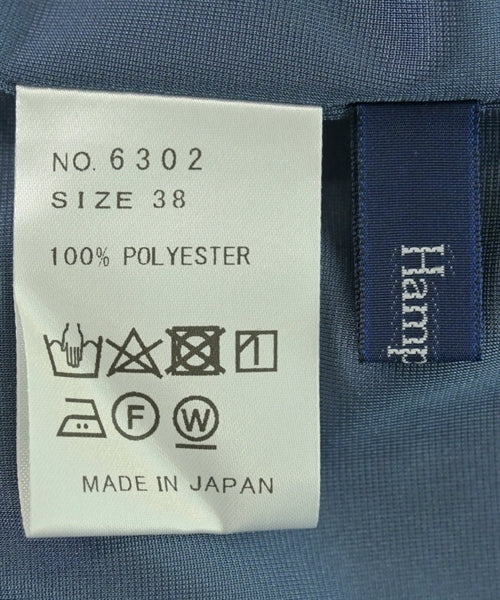 NO. 6302
SIZE 38
100% POLYESTER
F
W
MADE IN JAPAN
Hamp